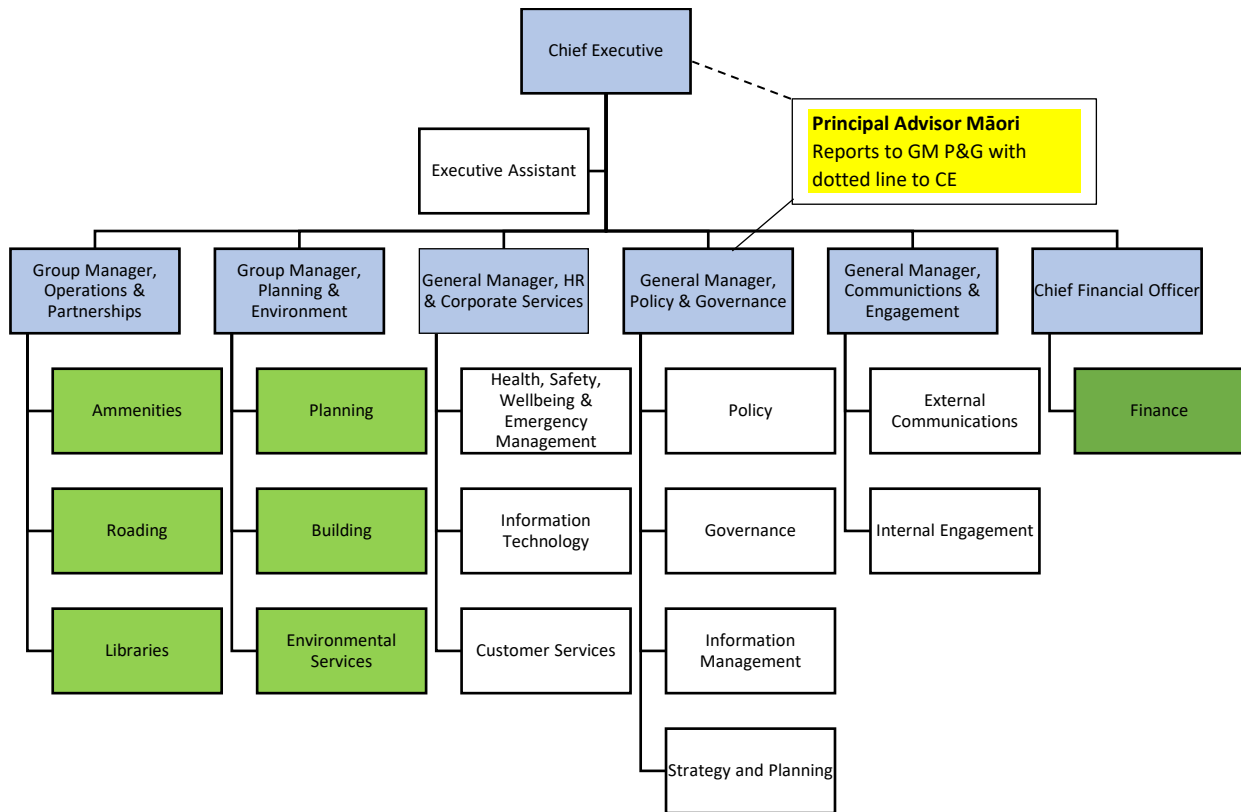 Chief Executive
Principal Advisor Māori
Reports to GM P&G with
dotted line to CE
Executive Assistant
Group Manager,
Operations &
Partnerships
Group Manager,
Planning &
Environment
General Manager, HR
& Corporate Services
General Manager,
Policy & Governance
General Manager,
Communictions &
Engagement
Chief Financial Officer
Ammenities
Planning
Health, Safety,
Wellbeing &
Emergency
Management
Policy
External
Communications
Finance
Roading
Building
Information
Technology
Governance
Internal Engagement
Libraries
Environmental
Services
Customer Services
Information
Management
Strategy and Planning